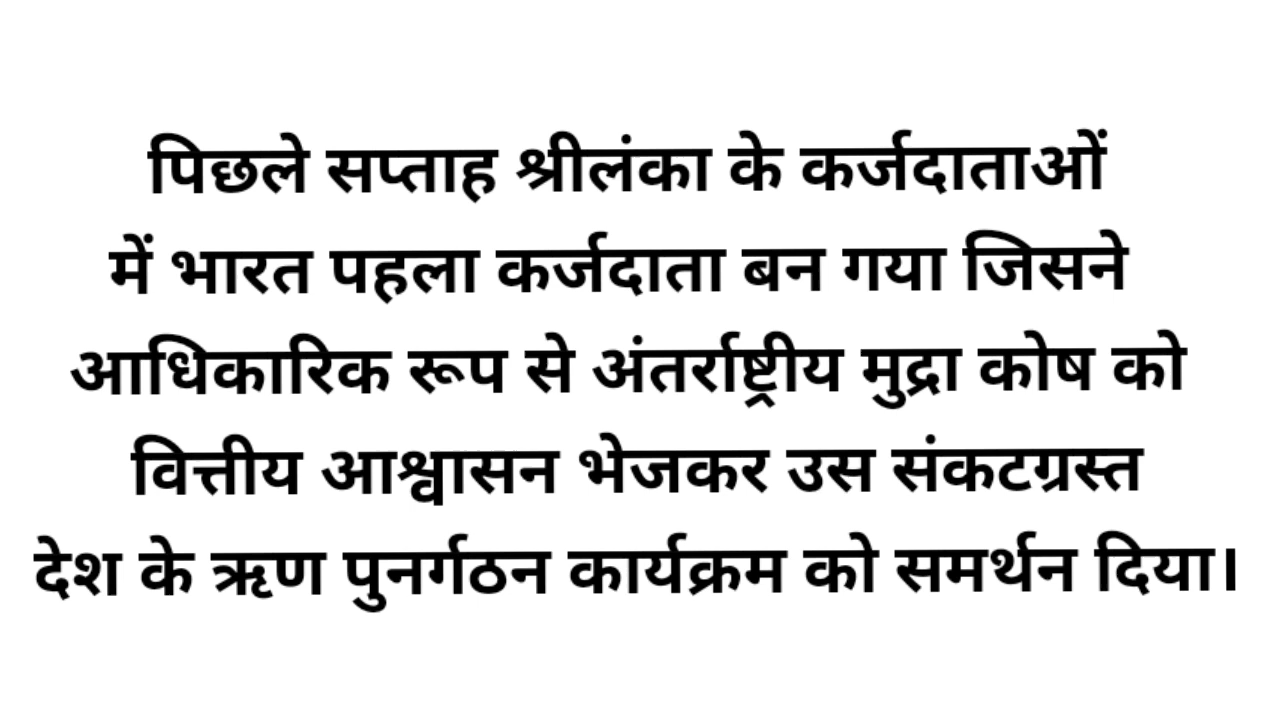 पिछले सप्ताह श्रीलंका के कर्जदाताओं
में भारत पहला कर्जदाता बन गया जिसने
आधिकारिक रूप से अंतर्राष्ट्रीय मुद्रा कोष को
वित्तीय आश्वासन भेजकर उस संकटग्रस्त
देश के ऋण पुनर्गठन कार्यक्रम को समर्थन दिया।